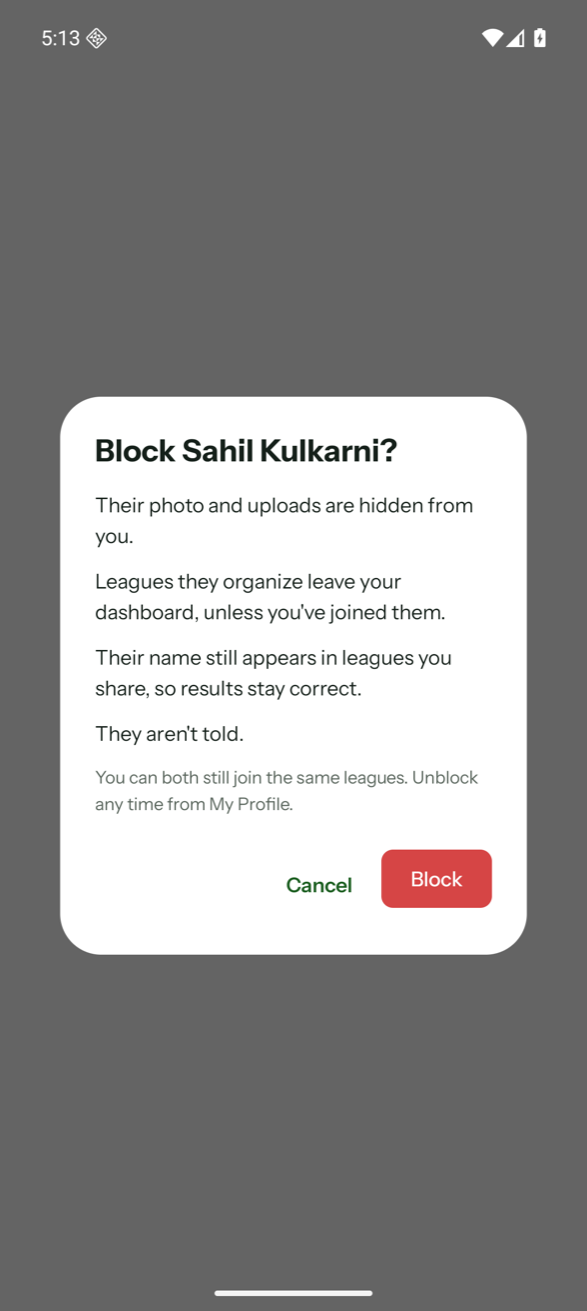 5:13
Block Sahil Kulkarni?
Their photo and uploads are hidden from
you.
Leagues they organize leave your
dashboard, unless you've joined them.
Their name still appears in leagues you
share, so results stay correct.
They aren't told.
You can both still join the same leagues. Unblock
any time from My Profile.
Cancel
Block